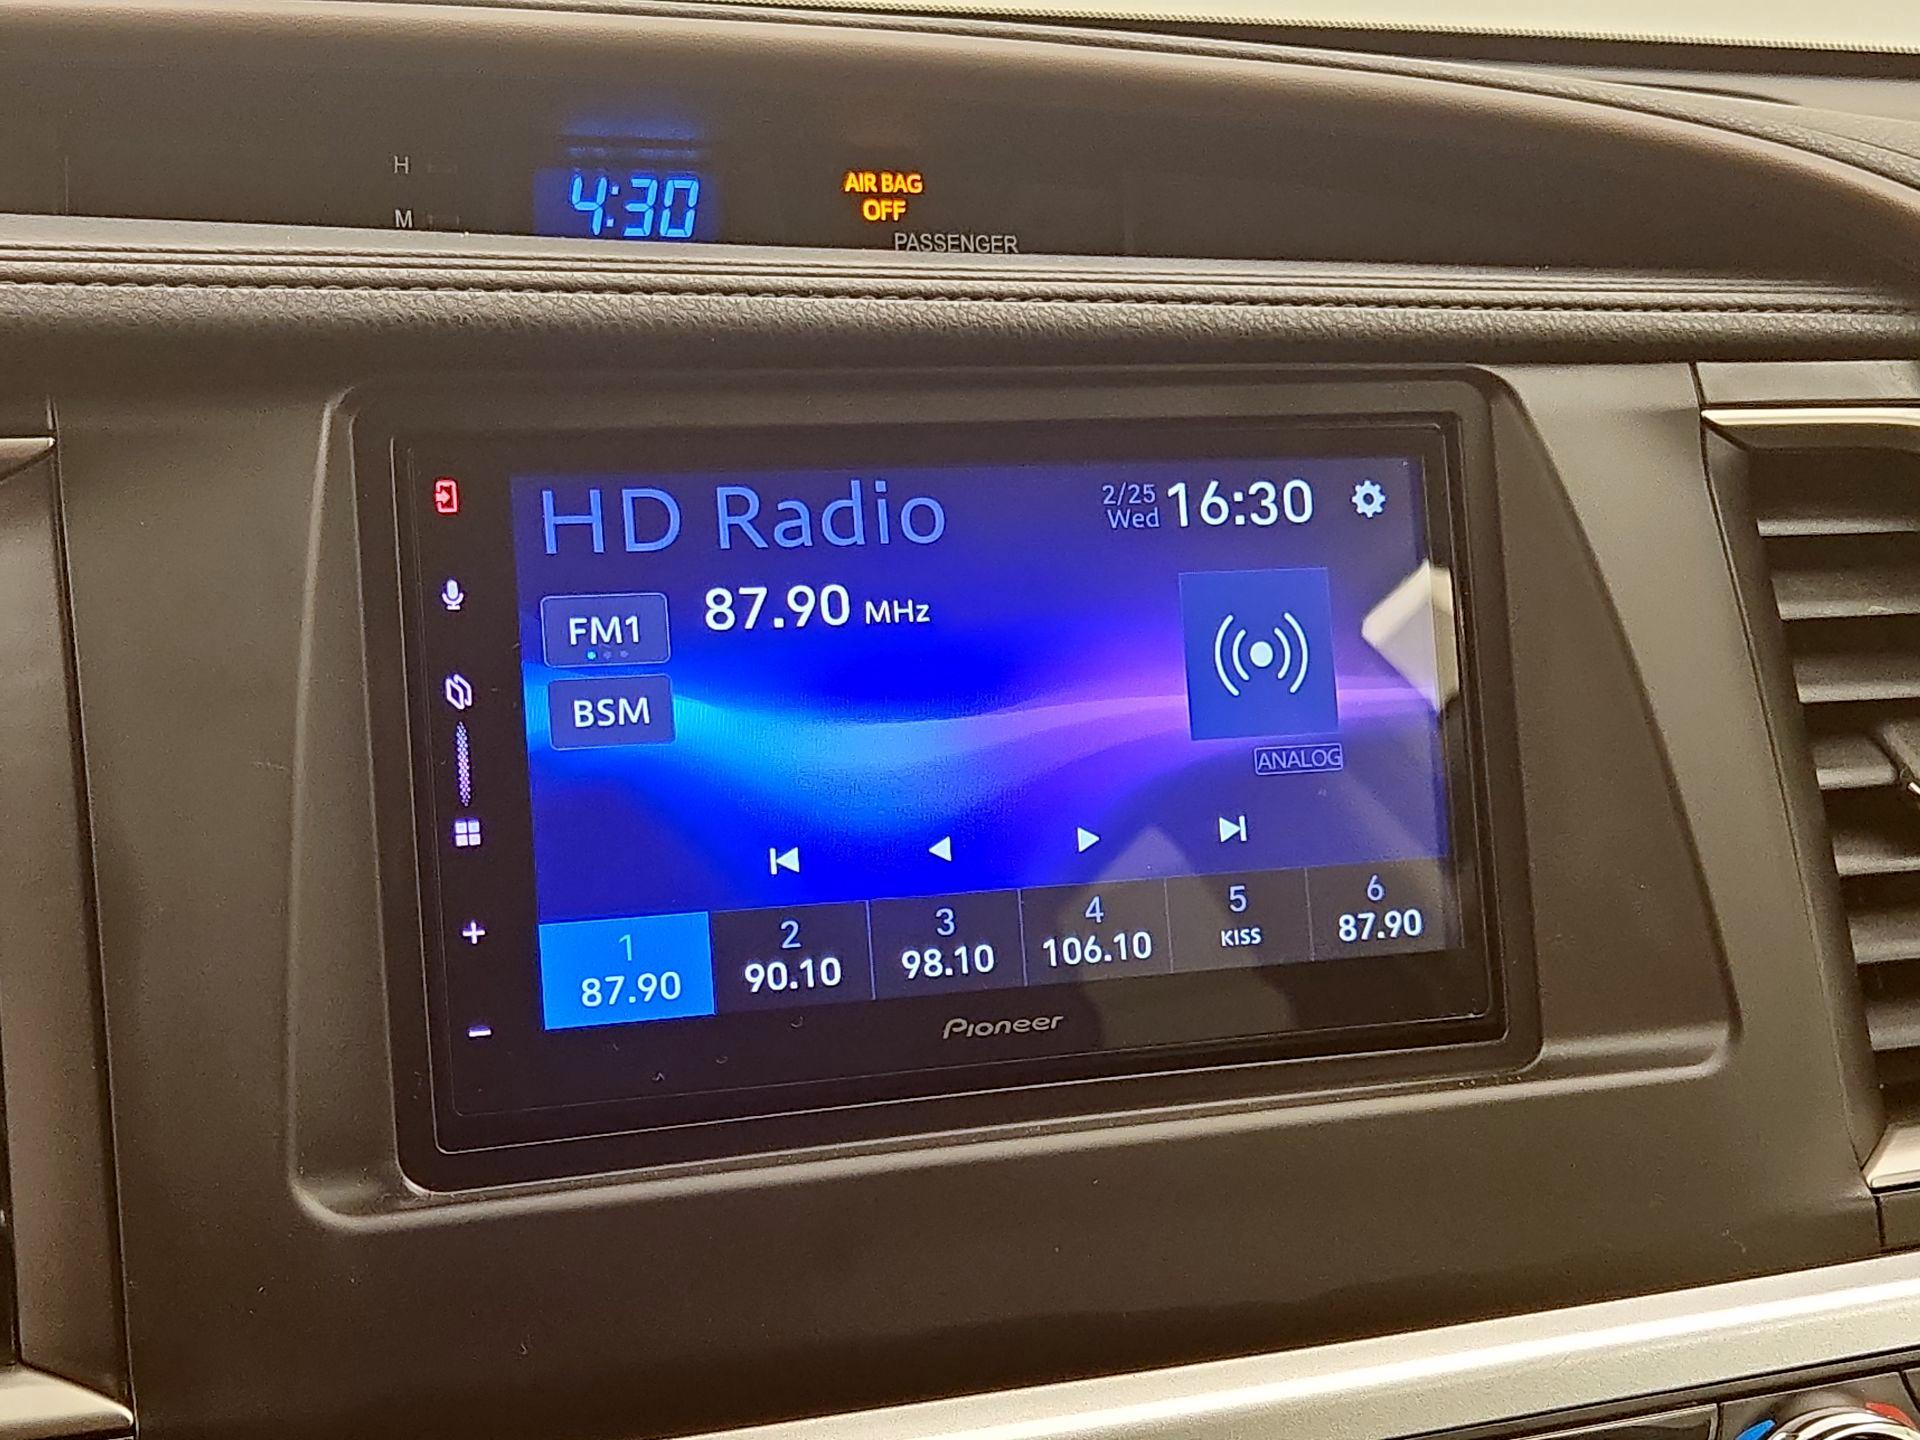 H
4:30
AIR BAG
OFF
M
PASSENGER
HD Radio
2/25
Wed
16:30
FM1
87.90 MHz
BSM
ANALOG
1
87.90
2
90.10
3
98.10
4
106.10
5
KISS
6
87.90
Pioneer